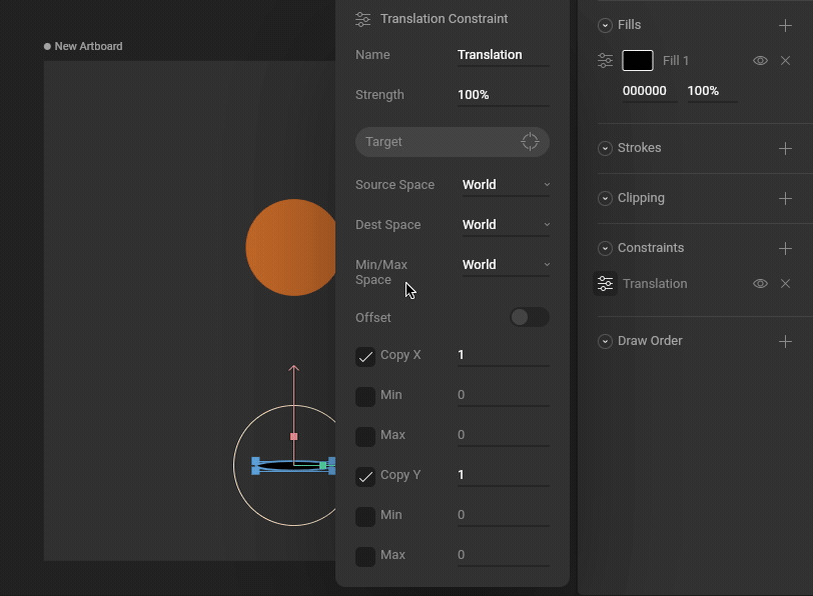 New Artboard
Translation Constraint
Name Translation
Strength 100%
Target
Source Space World
Dest Space World
Min/Max
Space World
Offset
Copy X 1
Min 0
Max 0
Copy Y 1
Min 0
Max 0
Fills
Fill 1
000000 100%
Strokes
Clipping
Constraints
Translation
Draw Order